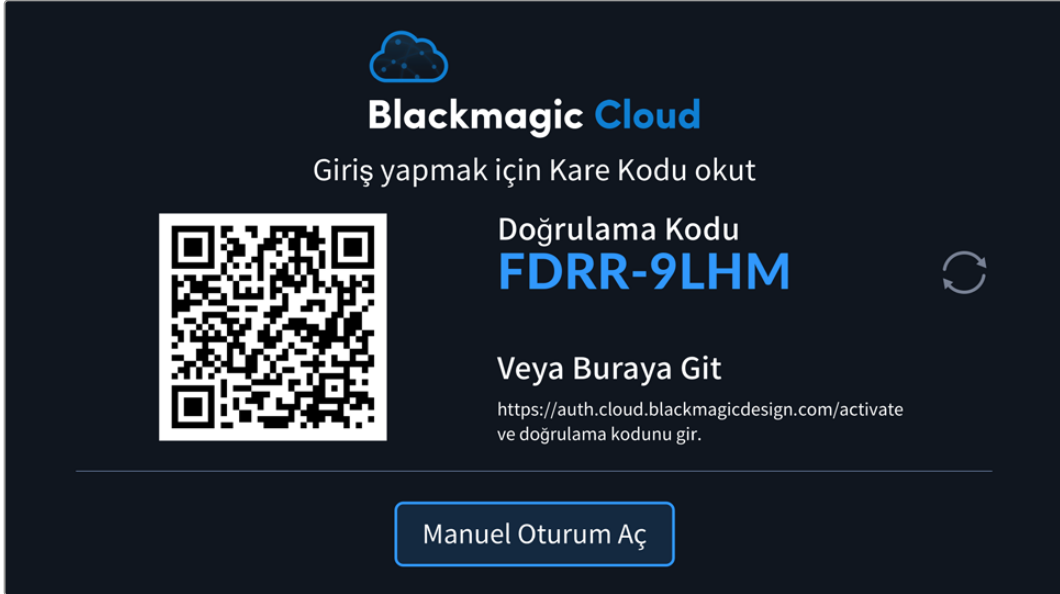 Blackmagic Cloud
Giriş yapmak için Kare Kodu okut
Doğrulama Kodu
FDRR-9LHM
Veya Buraya Git
https://auth.cloud.blackmagicdesign.com/activate
ve doğrulama kodunu gir.
Manuel Oturum Aç